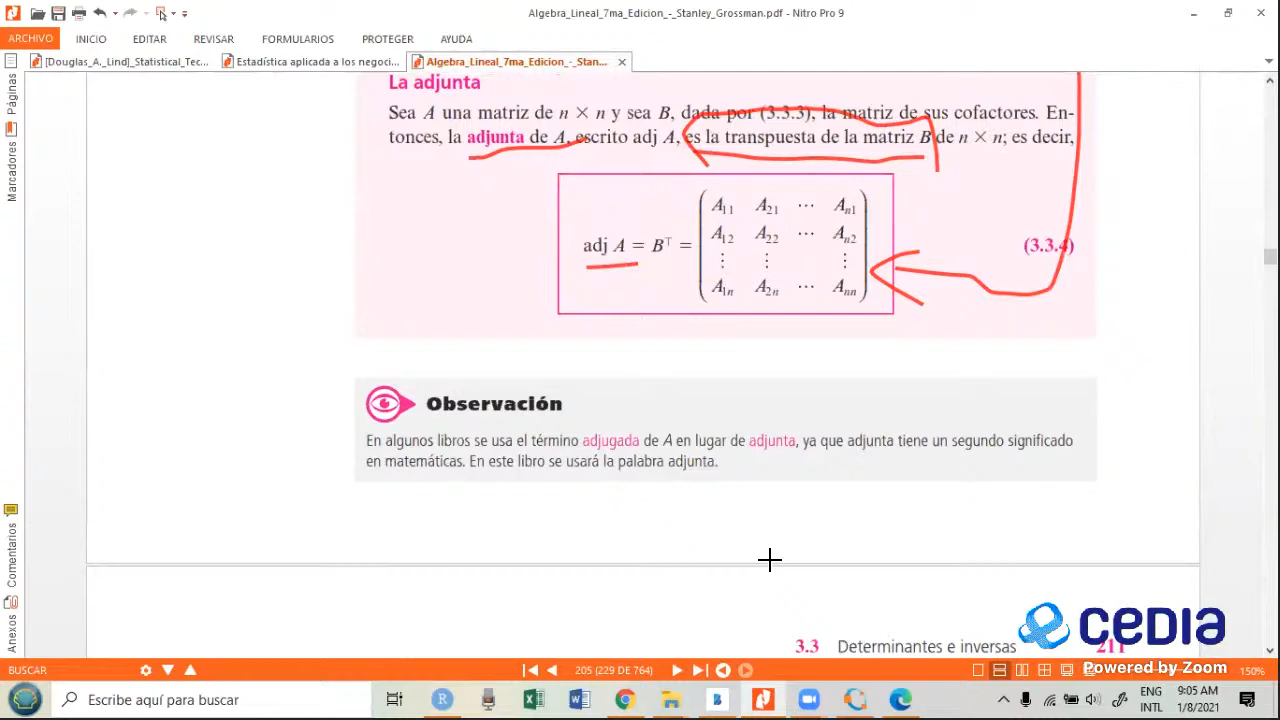 Algebra_Lineal_7ma_Edicion_-_Stanley_Grossman.pdf - Nitro Pro 9
ARCHIVO INICIO EDITAR REVISAR FORMULARIOS PROTEGER AYUDA
[Douglas_A._Lind]_Statistical_Tec... Estadística aplicada a los negoci... Algebra_Lineal_7ma_Edicion_-_Stan...
Páginas
Marcadores
Comentarios
Anexos
La adjunta
Sea A una matriz de n × n y sea B, dada por (3.3.3), la matriz de sus cofactores. En-
tonces, la adjunta de A, escrito adj A, es la transpuesta de la matriz B de n × n; es decir,
A11 A21 ⋯ An1
A12 A22 ⋯ An2
adj A = B⊤ = ⋮ ⋮ ⋮ (3.3.4)
A1n A2n ⋯ Ann
Observación
En algunos libros se usa el término adjugada de A en lugar de adjunta, ya que adjunta tiene un segundo significado
en matemáticas. En este libro se usará la palabra adjunta.
3.3 Determinantes e inversas 211
cedia
Powered by Zoom
BUSCAR 205 (229 DE 764) 150%
Escribe aquí para buscar
ENG
INTL
9:05 AM
1/8/2021